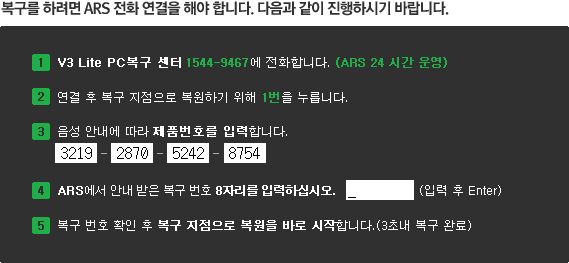 복구를 하려면 ARS 전화 연결을 해야 합니다. 다음과 같이 진행하시기 바랍니다.
1 V3 Lite PC복구 센터 1544-9467에 전화합니다. (ARS 24 시간 운영)
2 연결 후 복구 지점으로 복원하기 위해 1번을 누릅니다.
3 음성 안내에 따라 제품번호를 입력합니다.
3219 - 2870 - 5242 - 8754
4 ARS에서 안내 받은 복구 번호 8자리를 입력하십시오. _ (입력 후 Enter)
5 복구 번호 확인 후 복구 지점으로 복원을 바로 시작합니다.(3초내 복구 완료)